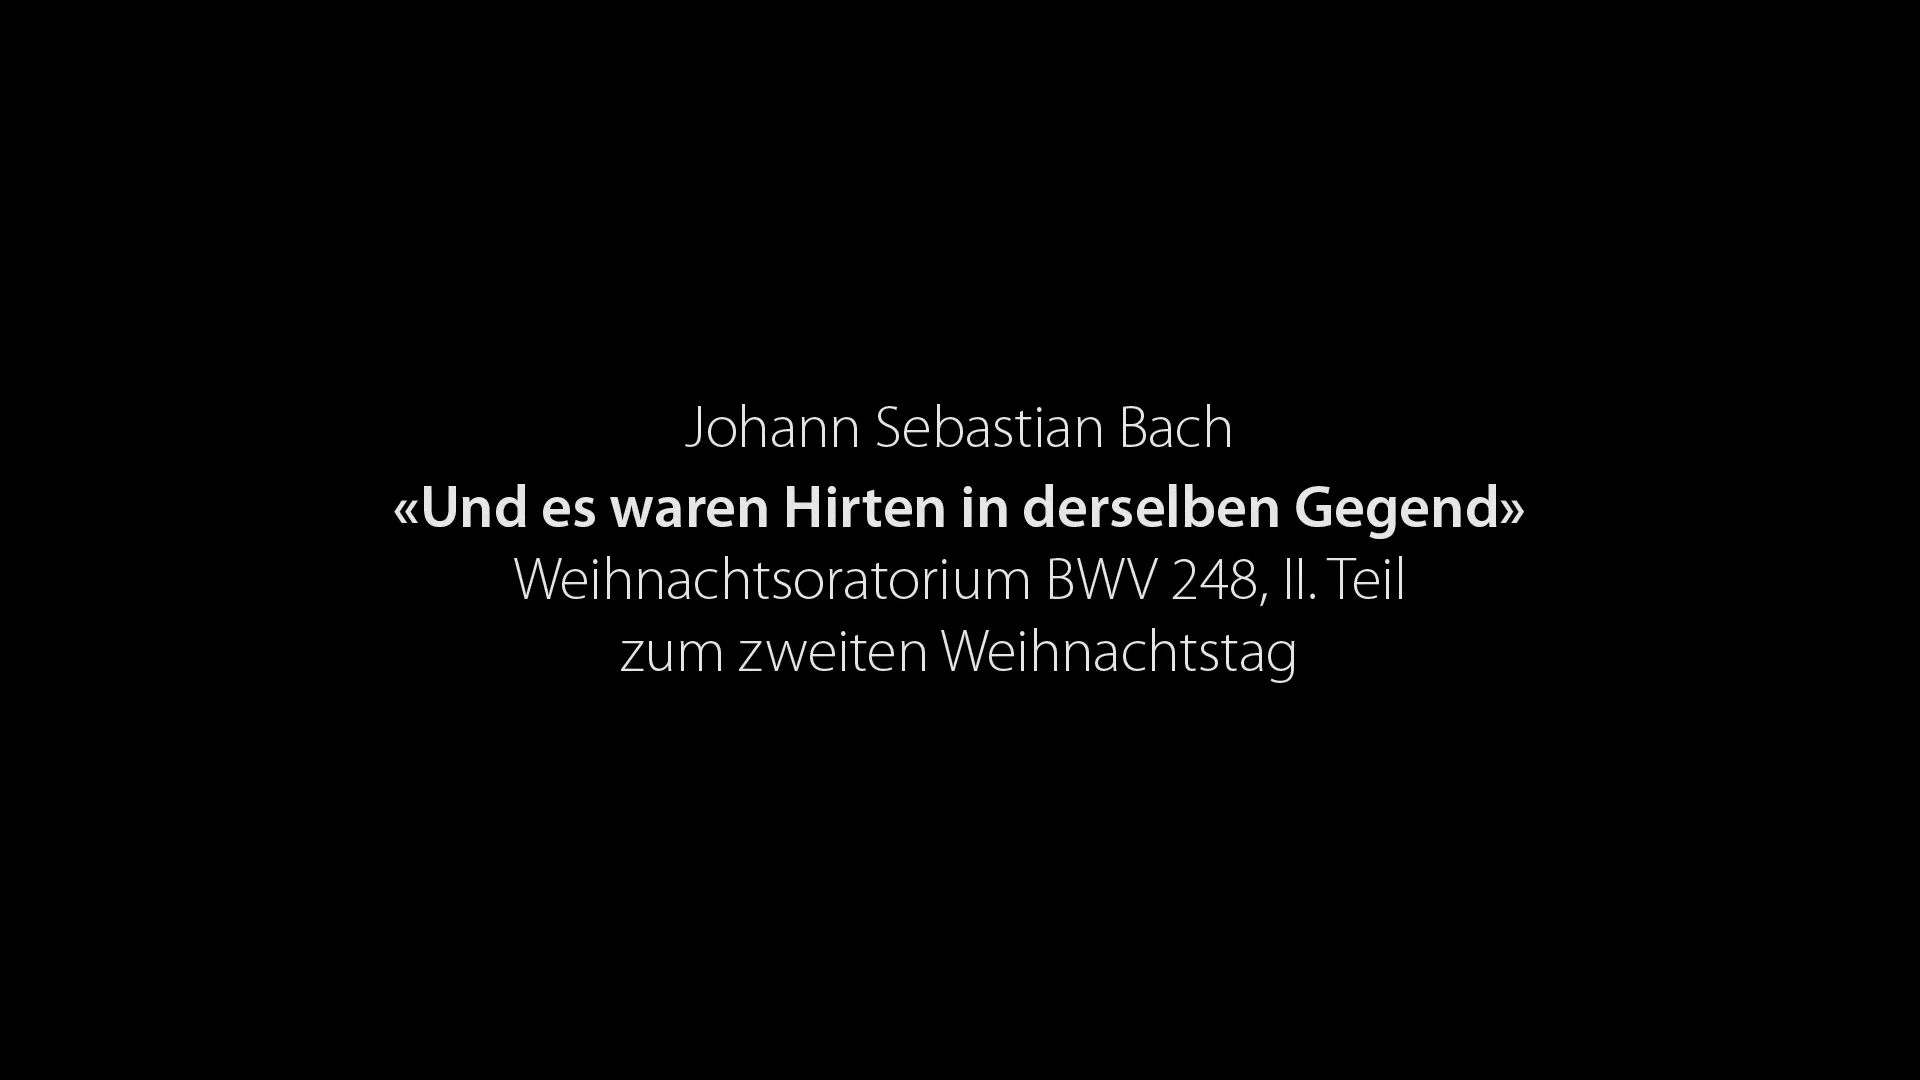 Johann Sebastian Bach
«Und es waren Hirten in derselben Gegend»
Weihnachtsoratorium BWV 248, II. Teil
zum zweiten Weihnachtstag